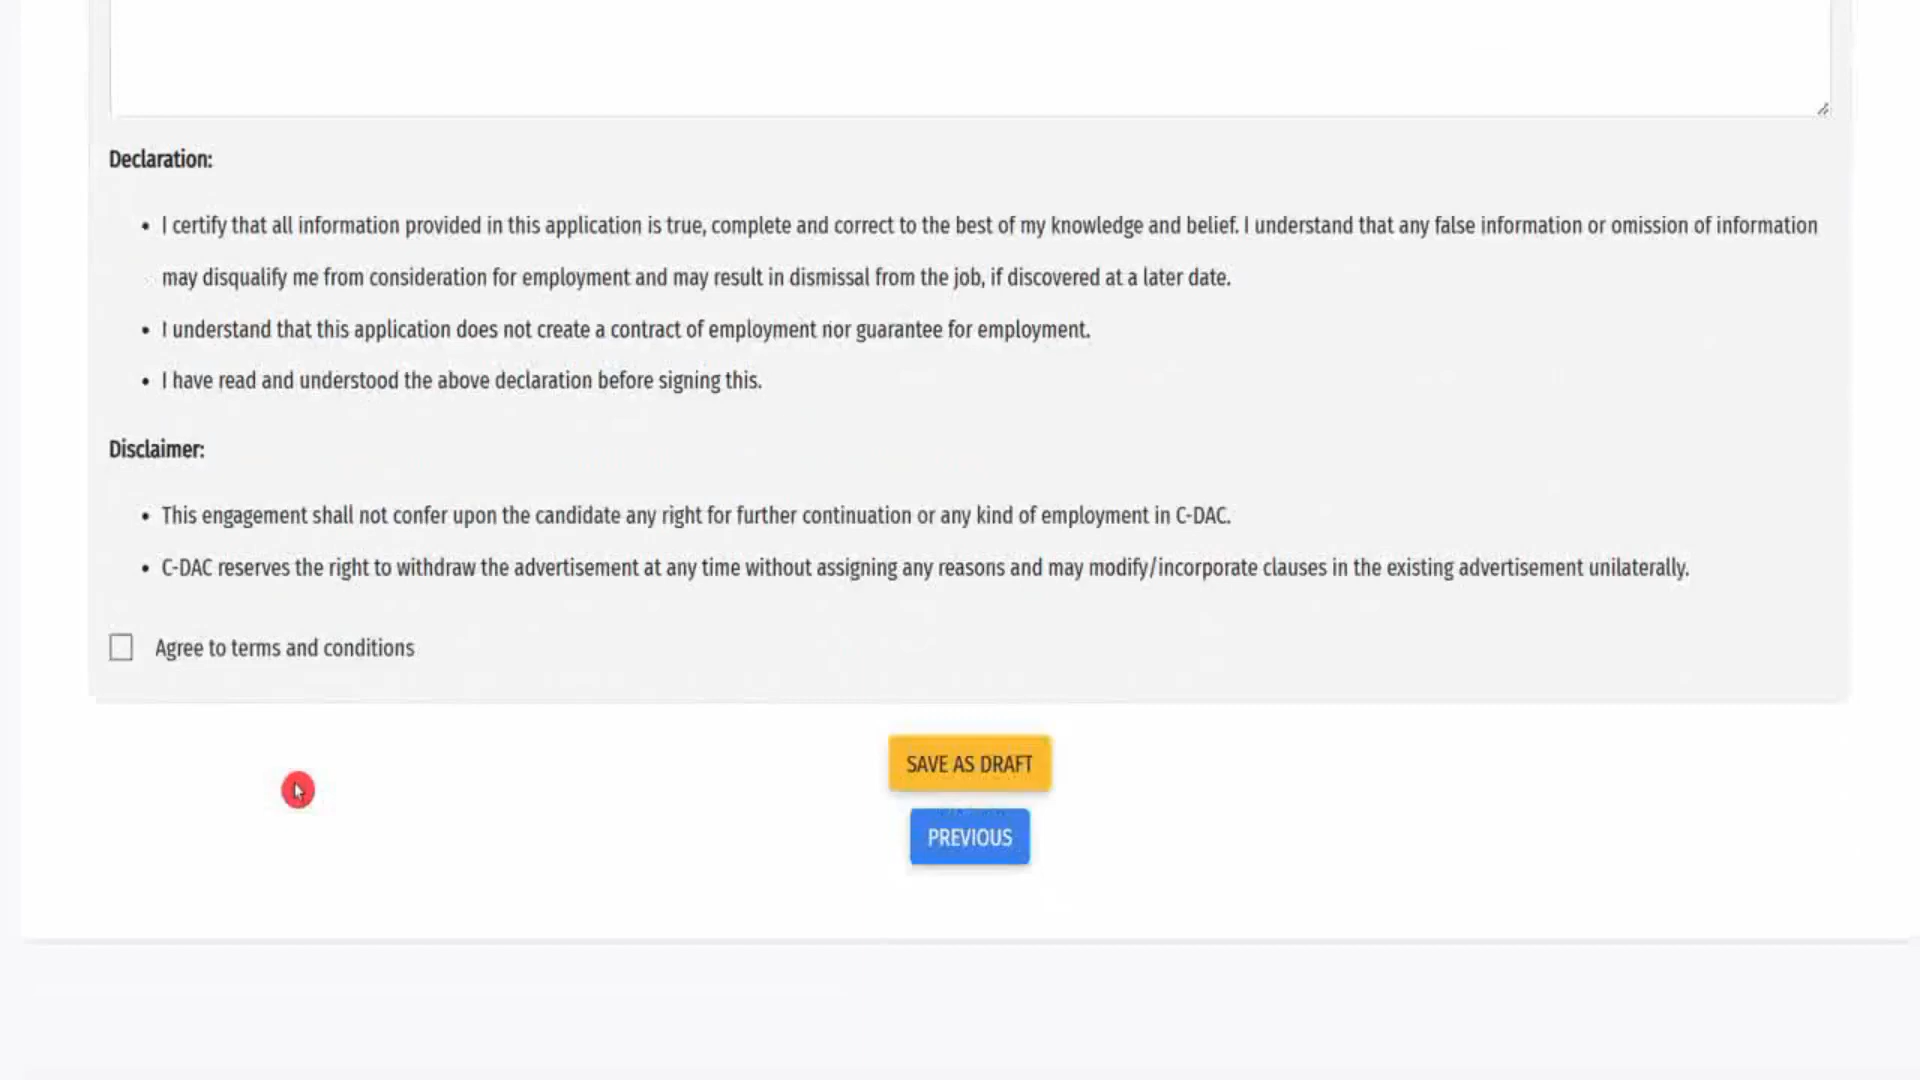 Declaration:
• I certify that all information provided in this application is true, complete and correct to the best of my knowledge and belief. I understand that any false information or omission of information
may disqualify me from consideration for employment and may result in dismissal from the job, if discovered at a later date.
• I understand that this application does not create a contract of employment nor guarantee for employment.
• I have read and understood the above declaration before signing this.
Disclaimer:
• This engagement shall not confer upon the candidate any right for further continuation or any kind of employment in C-DAC.
• C-DAC reserves the right to withdraw the advertisement at any time without assigning any reasons and may modify/incorporate clauses in the existing advertisement unilaterally.
Agree to terms and conditions
SAVE AS DRAFT
PREVIOUS